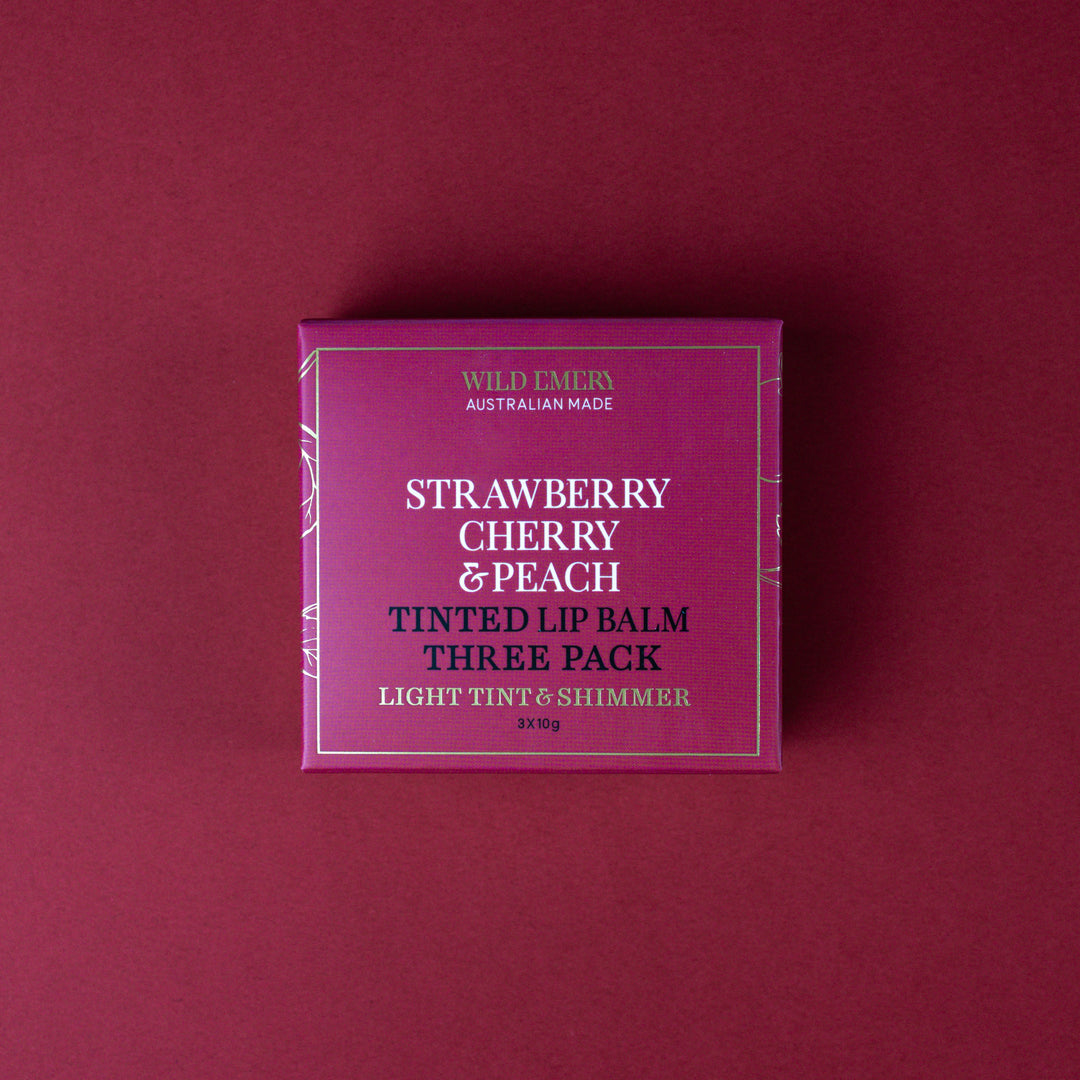 WILD EMERY
AUSTRALIAN MADE
STRAWBERRY
CHERRY
& PEACH
TINTED LIP BALM
THREE PACK
LIGHT TINT & SHIMMER
3X10g